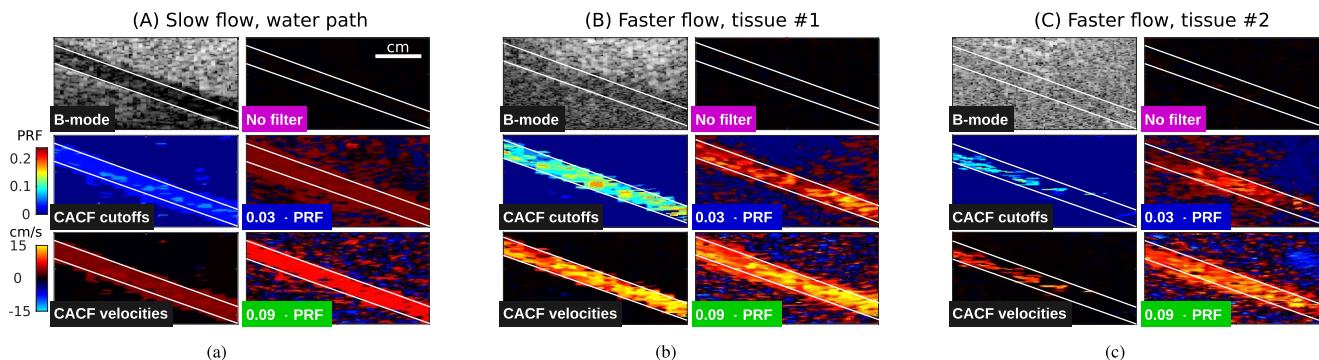 (A) Slow flow, water path
cm
B-mode
No filter
PRF
0.2
0.1
0
CACF cutoffs
0.03 · PRF
cm/s
15
0
-15
CACF velocities
0.09 · PRF
(a)
(B) Faster flow, tissue #1
B-mode
No filter
CACF cutoffs
0.03 · PRF
CACF velocities
0.09 · PRF
(b)
(C) Faster flow, tissue #2
B-mode
No filter
CACF cutoffs
0.03 · PRF
CACF velocities
0.09 · PRF
(c)